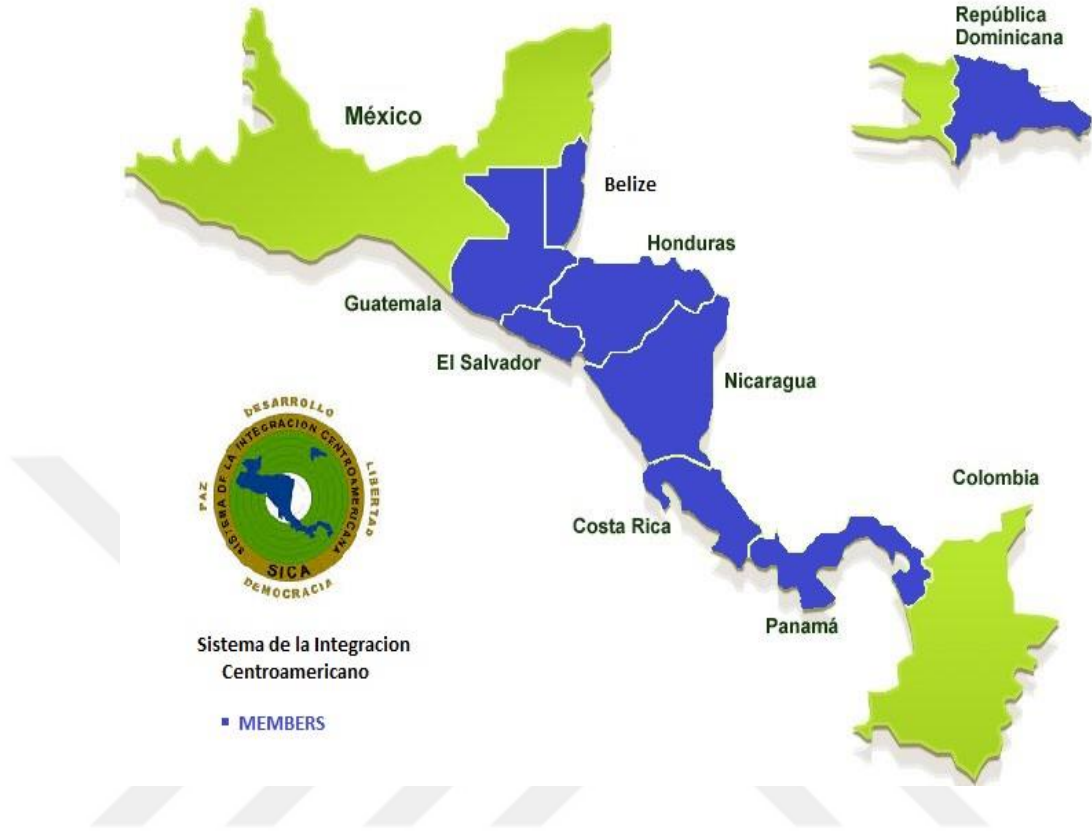 República
Dominicana
México
Belize
Honduras
Guatemala
El Salvador
Nicaragua
Colombia
Costa Rica
Panamá
DESARROLLO
PAZ
LIBERTAD
DEMOCRACIA
SISTEMA DE LA INTEGRACION CENTROAMERICANA
SICA
Sistema de la Integracion
Centroamericano
MEMBERS